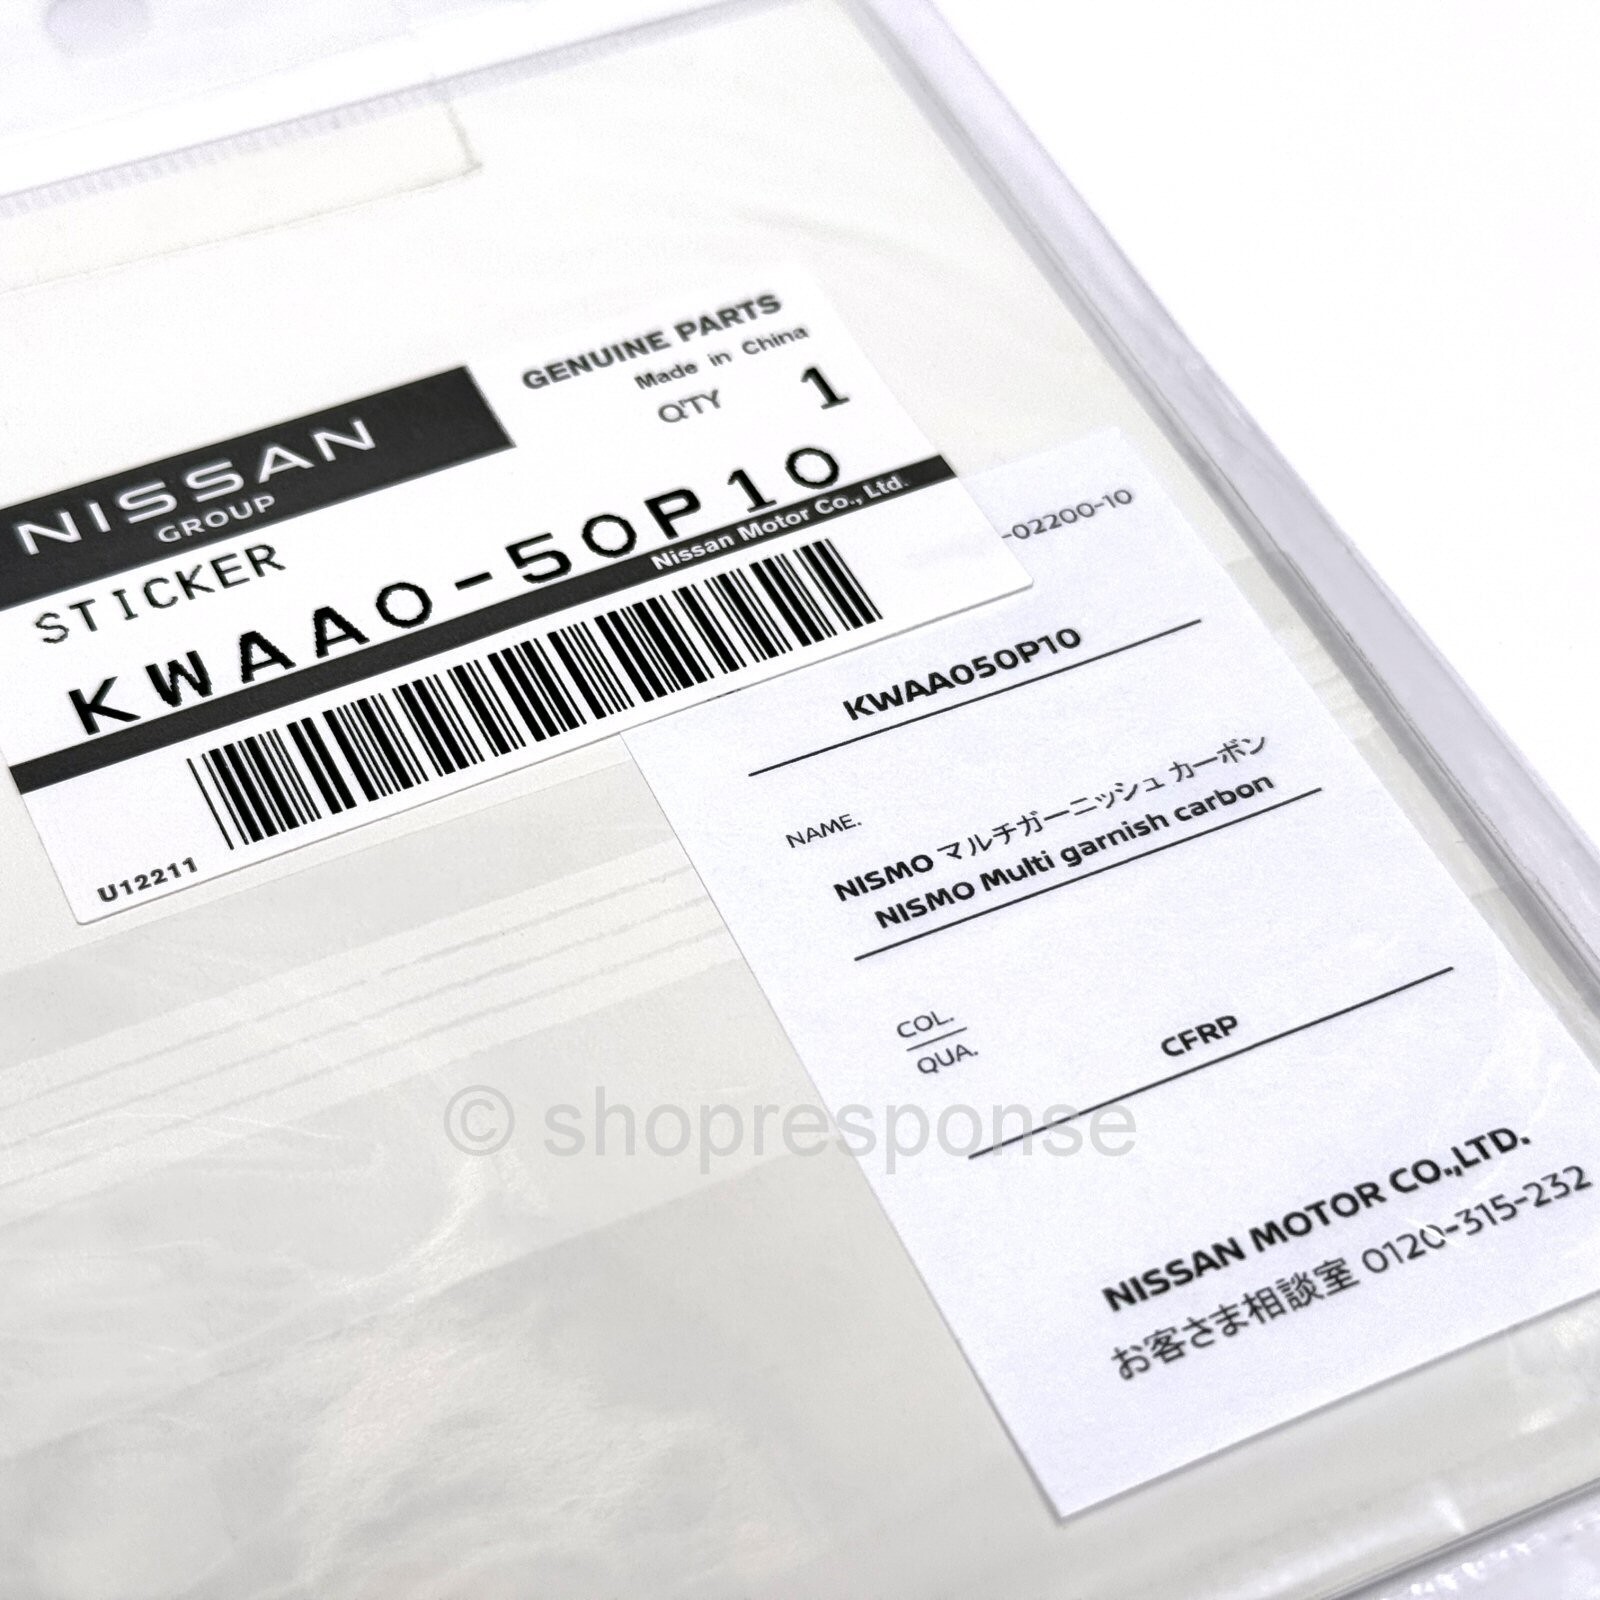 GENUINE PARTS
Made in China
Q'TY 1
NISSAN
GROUP
STICKER
KWAA0-50P10
Nissan Motor Co., Ltd.
U12211
-02200-10
KWAA050P10
NAME.
NISMO マルチガーニッシュ カーボン
NISMO Multi garnish carbon
COL.
QUA.
CFRP
NISSAN MOTOR CO.,LTD.
お客さま相談室 0120-315-232
© shopresponse